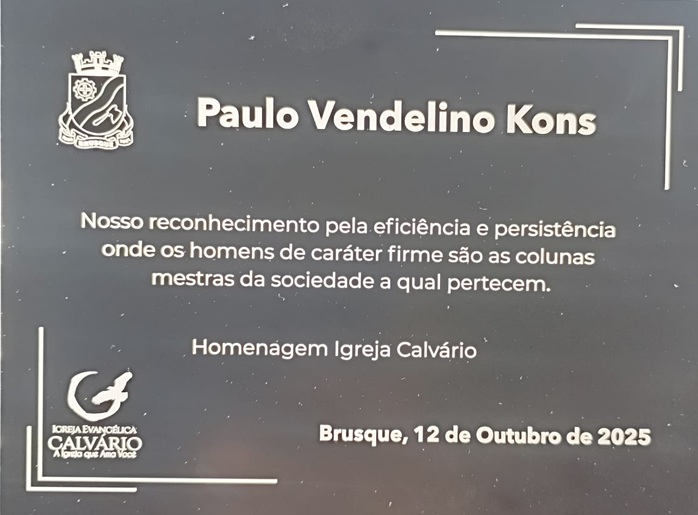 BRUSQUE
Paulo Vendelino Kons
Nosso reconhecimento pela eficiência e persistência
onde os homens de caráter firme são as colunas
mestras da sociedade a qual pertecem.
Homenagem Igreja Calvário
IGREJA EVANGÉLICA
CALVÁRIO
A Igreja que Ama Você
Brusque, 12 de Outubro de 2025